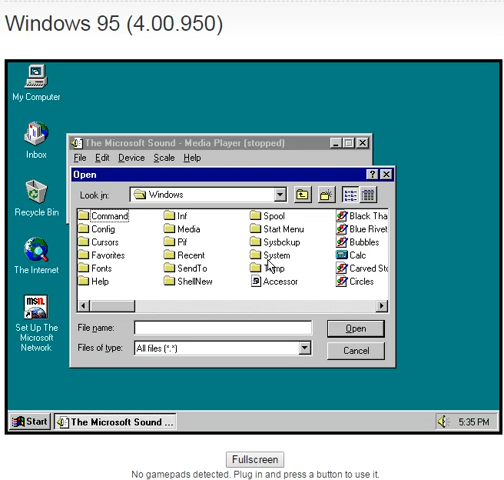 Windows 95 (4.00.950)
My Computer
Inbox
Recycle Bin
The Internet
msn
Set Up The
Microsoft
Network
The Microsoft Sound - Media Player (stopped)
File Edit Device Scale Help
Open
Look in: Windows
Command Inf Spool Black Tha
Config Media Start Menu Blue Rivet
Cursors Pif Sysbckup Bubbles
Favorites Recent System Calc
Fonts SendTo Temp Carved Sto
Help ShellNew Accessor Circles
File name: Open
Files of type: All files (*.*) Cancel
Start The Microsoft Sound ... 5:35 PM
Fullscreen
No gamepads detected. Plug in and press a button to use it.